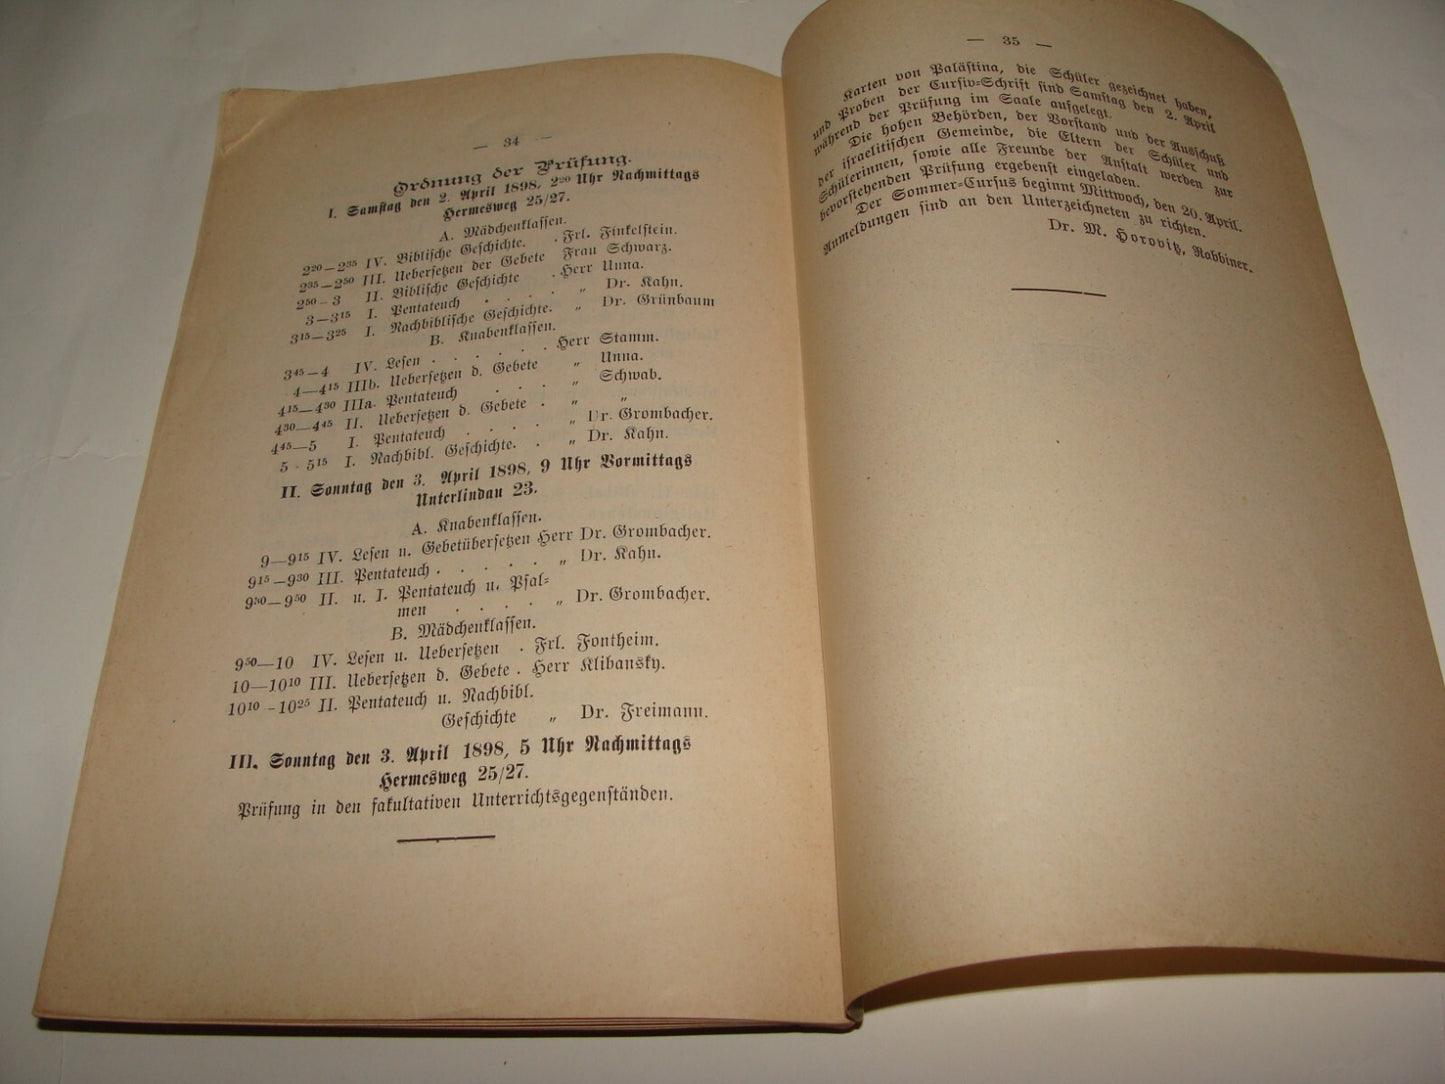 — 34 —
Ordnung der Prüfung.
I. Samstag den 2. April 1898, 2²⁰ Uhr Nachmittags
Hermesweg 25/27.
A. Mädchenklassen.
2²⁰—2³⁵ IV. Biblische Geschichte. . Frl. Finkelstein.
2³⁵—2⁵⁰ III. Uebersetzen der Gebete Frau Schwarz.
2⁵⁰—3 II. Biblische Geschichte . Herr Unna.
3—3¹⁵ I. Pentateuch . . . . „ Dr. Kahn.
3¹⁵—3²⁵ I. Nachbiblische Geschichte. „ Dr. Grünbaum
B. Knabenklassen.
3⁴⁵—4 IV. Lesen . . . . . . Herr Stamm.
4—4¹⁵ IIIb. Uebersetzen d. Gebete „ Unna.
4¹⁵—4³⁰ IIIa. Pentateuch . . . „ Schwab.
4³⁰—4⁴⁵ II. Uebersetzen d. Gebete . „ „
4⁴⁵—5 I. Pentateuch . . . . „ Dr. Grombacher.
5-5¹⁵ I. Nachbibl. Geschichte. . „ Dr. Kahn.
II. Sonntag den 3. April 1898, 9 Uhr Vormittags
Unterlindau 23.
A. Knabenklassen.
9—9¹⁵ IV. Lesen u. Gebetübersetzen Herr Dr. Grombacher.
9¹⁵—9³⁰ III. Pentateuch . . . . . „ Dr. Kahn.
9³⁰—9⁵⁰ II. u. I. Pentateuch u. Psal=
men . . . . „ Dr. Grombacher.
B. Mädchenklassen.
9⁵⁰—10 IV. Lesen u. Uebersetzen . Frl. Fontheim.
10—10¹⁰ III. Uebersetzen d. Gebete . Herr Klibansky.
10¹⁰-10²⁵ II. Pentateuch u. Nachbibl.
Geschichte „ Dr. Freimann.
III. Sonntag den 3. April 1898, 5 Uhr Nachmittags
Hermesweg 25/27.
Prüfung in den fakultativen Unterrichtsgegenständen.
— 35 —
Karten von Palästina, die Schüler gezeichnet haben,
und Proben der Cursiv=Schrift sind Samstag den 2. April
während der Prüfung im Saale aufgelegt.
Die hohen Behörden, der Vorstand und der Ausschuß
der israelitischen Gemeinde, die Eltern der Schüler und
Schülerinnen, sowie alle Freunde der Anstalt werden zur
bevorstehenden Prüfung ergebenst eingeladen.
Der Sommer=Cursus beginnt Mittwoch, den 20. April.
Anmeldungen sind an den Unterzeichneten zu richten.
Dr. M. Horovitz, Rabbiner.